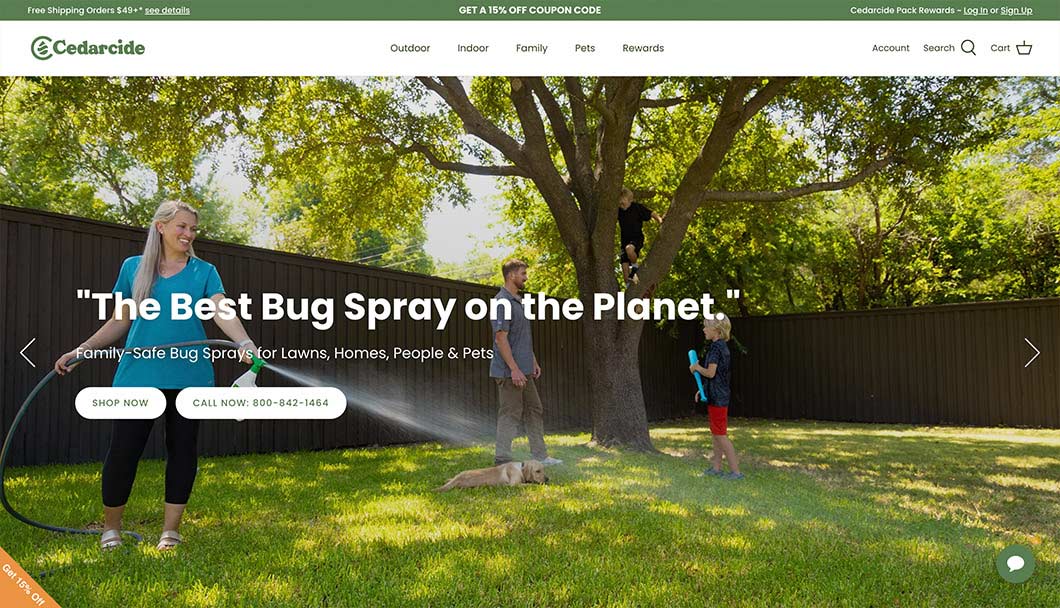 Free Shipping Orders $49+* see details
GET A 15% OFF COUPON CODE
Cedarcide Pack Rewards ~ Log In or Sign Up
Cedarcide
Outdoor Indoor Family Pets Rewards
Account Search Cart
"The Best Bug Spray on the Planet."
Family-Safe Bug Sprays for Lawns, Homes, People & Pets
SHOP NOW
CALL NOW: 800-842-1464
Get 15% Off